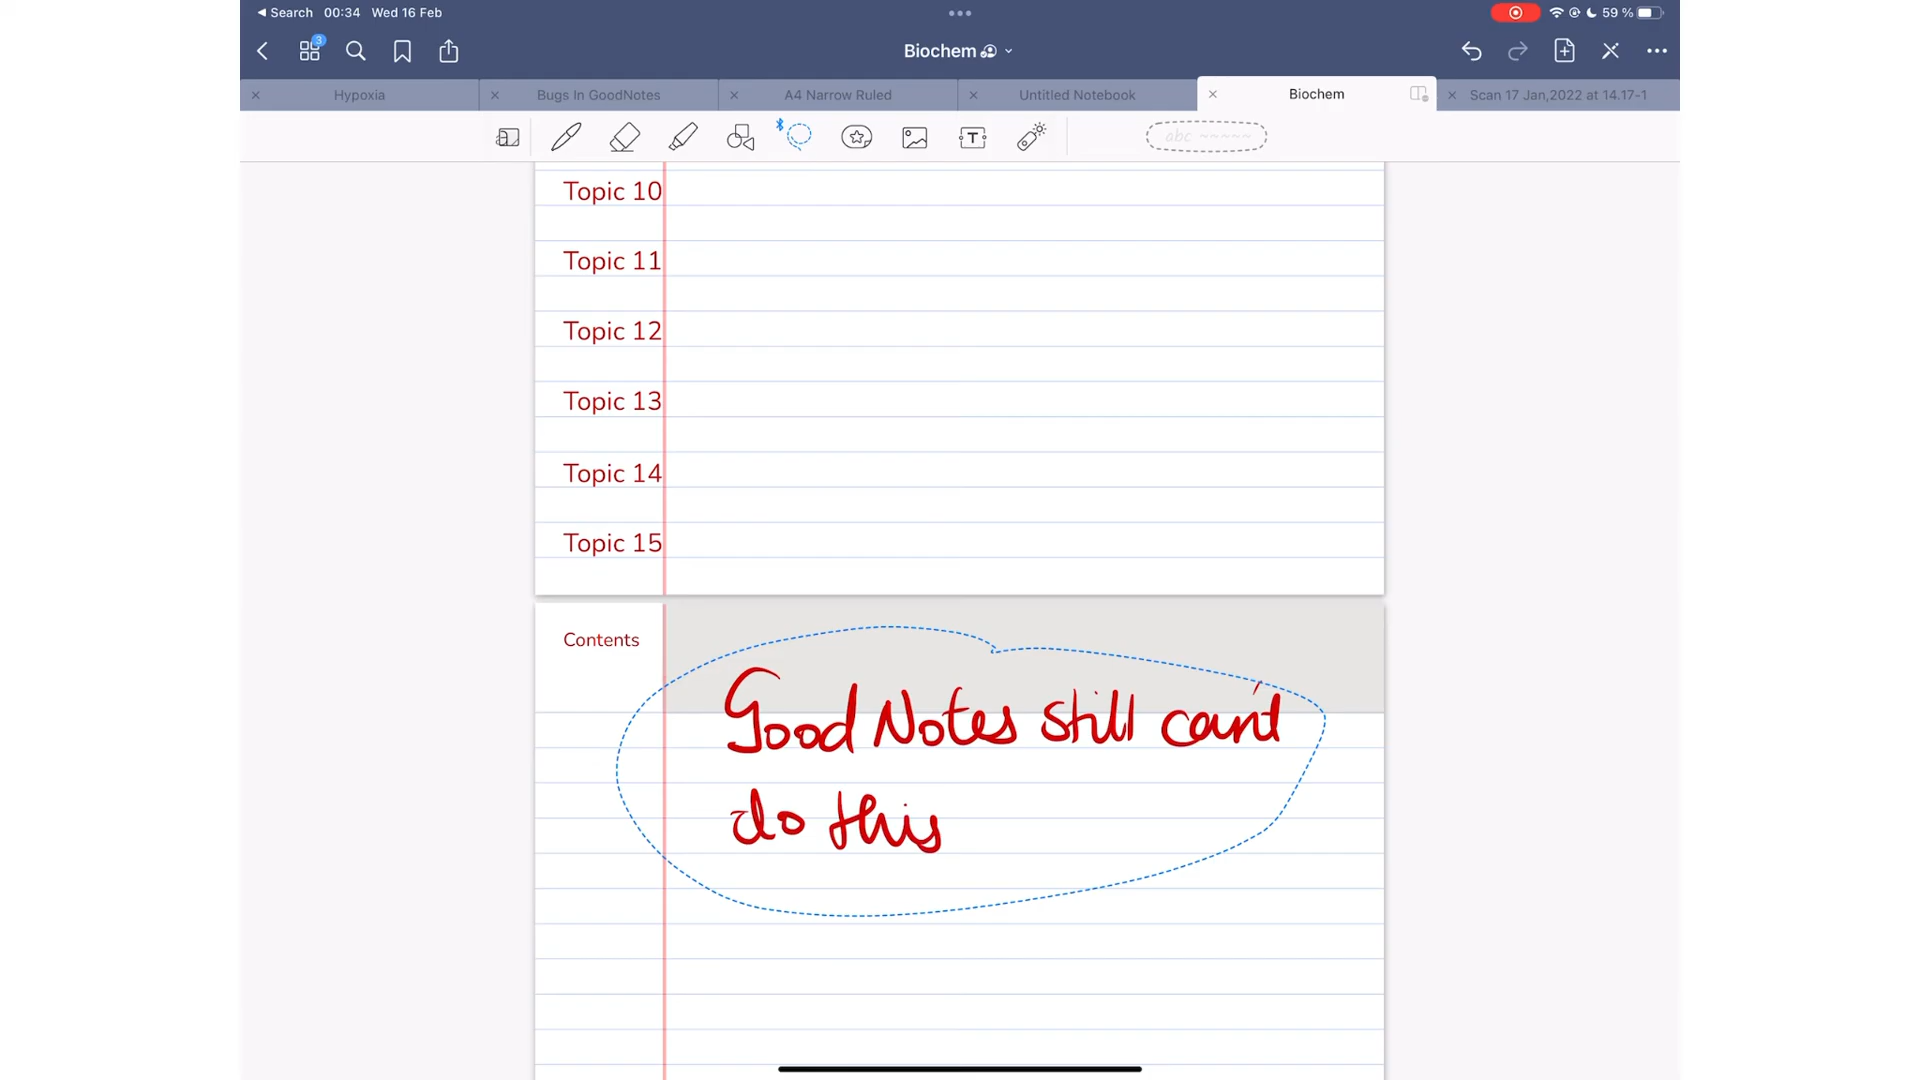 Search 00:34 Wed 16 Feb
59 %
3
Biochem
Hypoxia
Bugs In GoodNotes
A4 Narrow Ruled
Untitled Notebook
Biochem
Scan 17 Jan,2022 at 14.17-1
T
abc
Topic 10
Topic 11
Topic 12
Topic 13
Topic 14
Topic 15
Contents
Good Notes still can't
do this